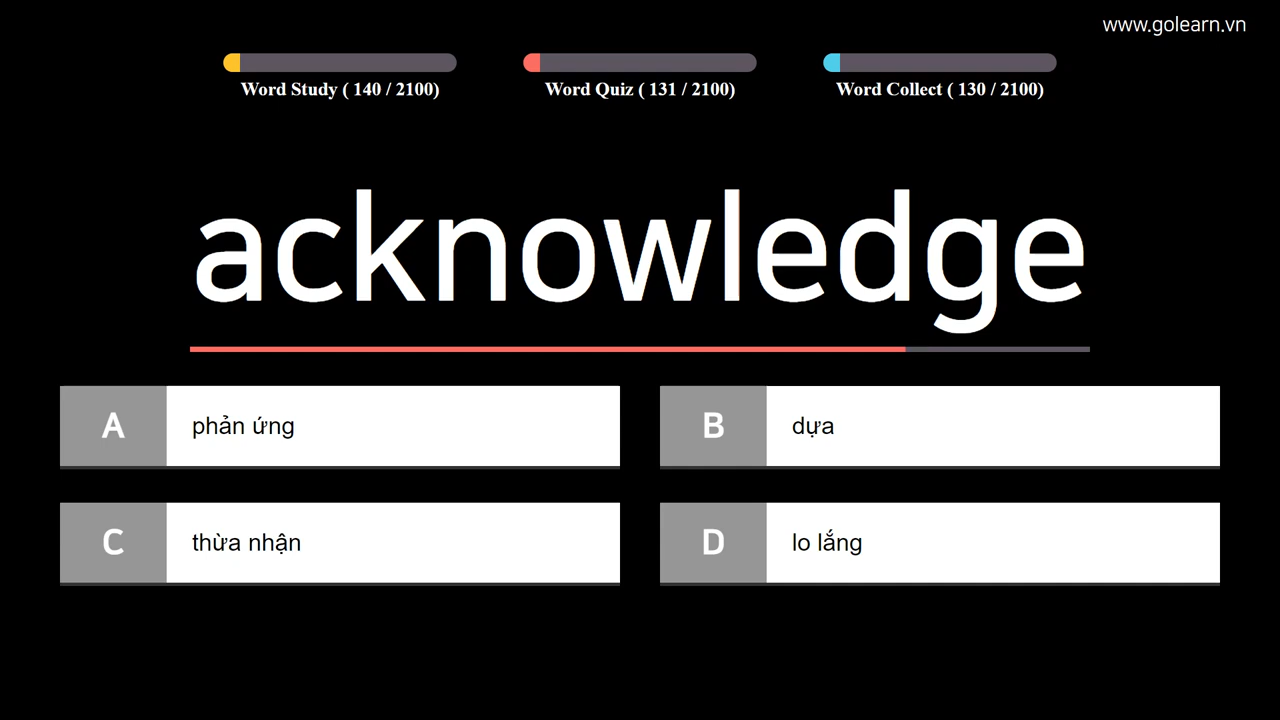 www.golearn.vn
Word Study ( 140 / 2100)
Word Quiz ( 131 / 2100)
Word Collect ( 130 / 2100)
acknowledge
A phản ứng
B dựa
C thừa nhận
D lo lắng